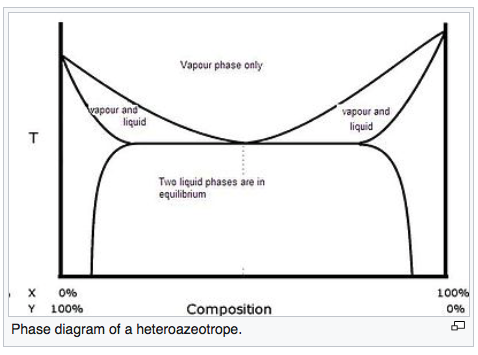 Vapour phase only
vapour and
liquid
vapour and
liquid
T
Two liquid phases are in
equilibrium
X 0% 100%
Y 100% Composition 0%
Phase diagram of a heteroazeotrope.